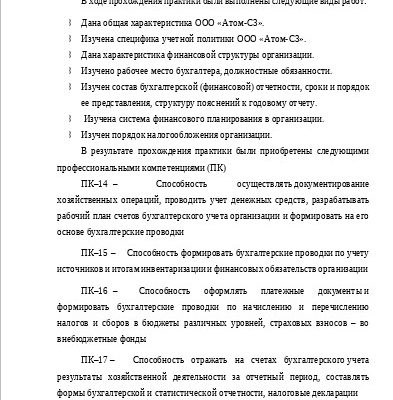 В ходе прохождения практики были выполнены следующие виды работ:
Дана общая характеристика ООО «Атом-СЗ».
Изучена специфика учетной политики ООО «Атом-СЗ».
Дана характеристика финансовой структуры организации.
Изучено рабочее место бухгалтера, должностные обязанности.
Изучен состав бухгалтерской (финансовой) отчетности, сроки и порядок
ее представления, структуру пояснений к годовому отчету.
Изучена система финансового планирования в организации.
Изучен порядок налогообложения организации.
В результате прохождения практики были приобретены следующими
профессиональными компетенциями (ПК)
ПК–14 – Способность осуществлять документирование
хозяйственных операций, проводить учет денежных средств, разрабатывать
рабочий план счетов бухгалтерского учета организации и формировать на его
основе бухгалтерские проводки
ПК–15 – Способность формировать бухгалтерские проводки по учету
источников и итогам инвентаризации и финансовых обязательств организации
ПК–16 – Способность оформлять платежные документы и
формировать бухгалтерские проводки по начислению и перечислению
налогов и сборов в бюджеты различных уровней, страховых взносов – во
внебюджетные фонды
ПК–17 – Способность отражать на счетах бухгалтерского учета
результаты хозяйственной деятельности за отчетный период, составлять
формы бухгалтерской и статистической отчетности, налоговые декларации